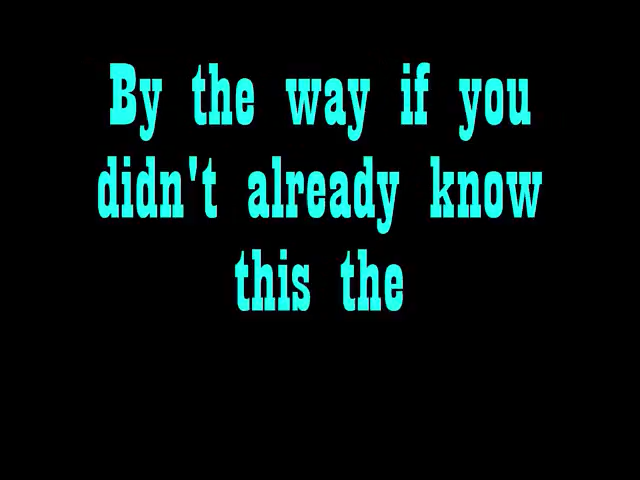 By the way if you
didn't already know
this the